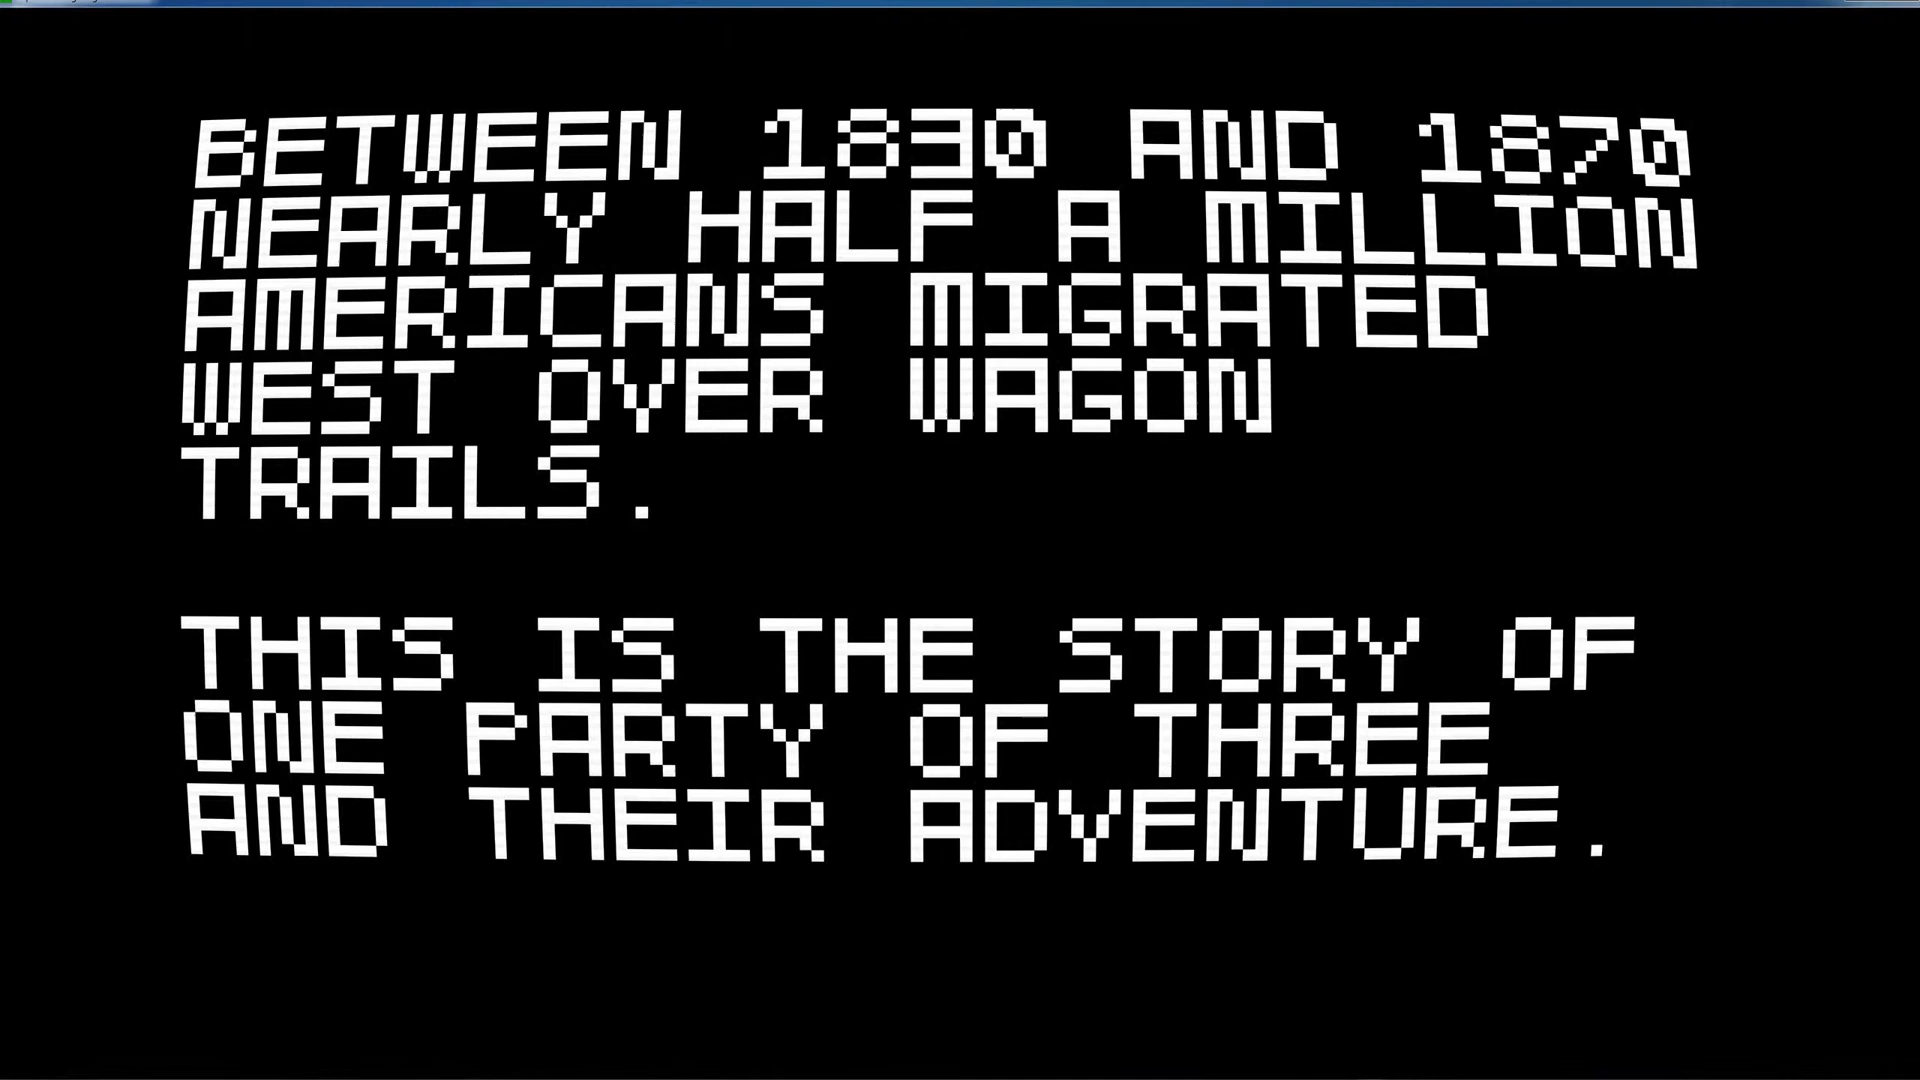 BETWEEN 1830 AND 1870
NEARLY HALF A MILLION
AMERICANS MIGRATED
WEST OVER WAGON
TRAILS.
THIS IS THE STORY OF
ONE PARTY OF THREE
AND THEIR ADVENTURE.